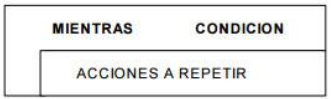 MIENTRAS CONDICION
ACCIONES A REPETIR